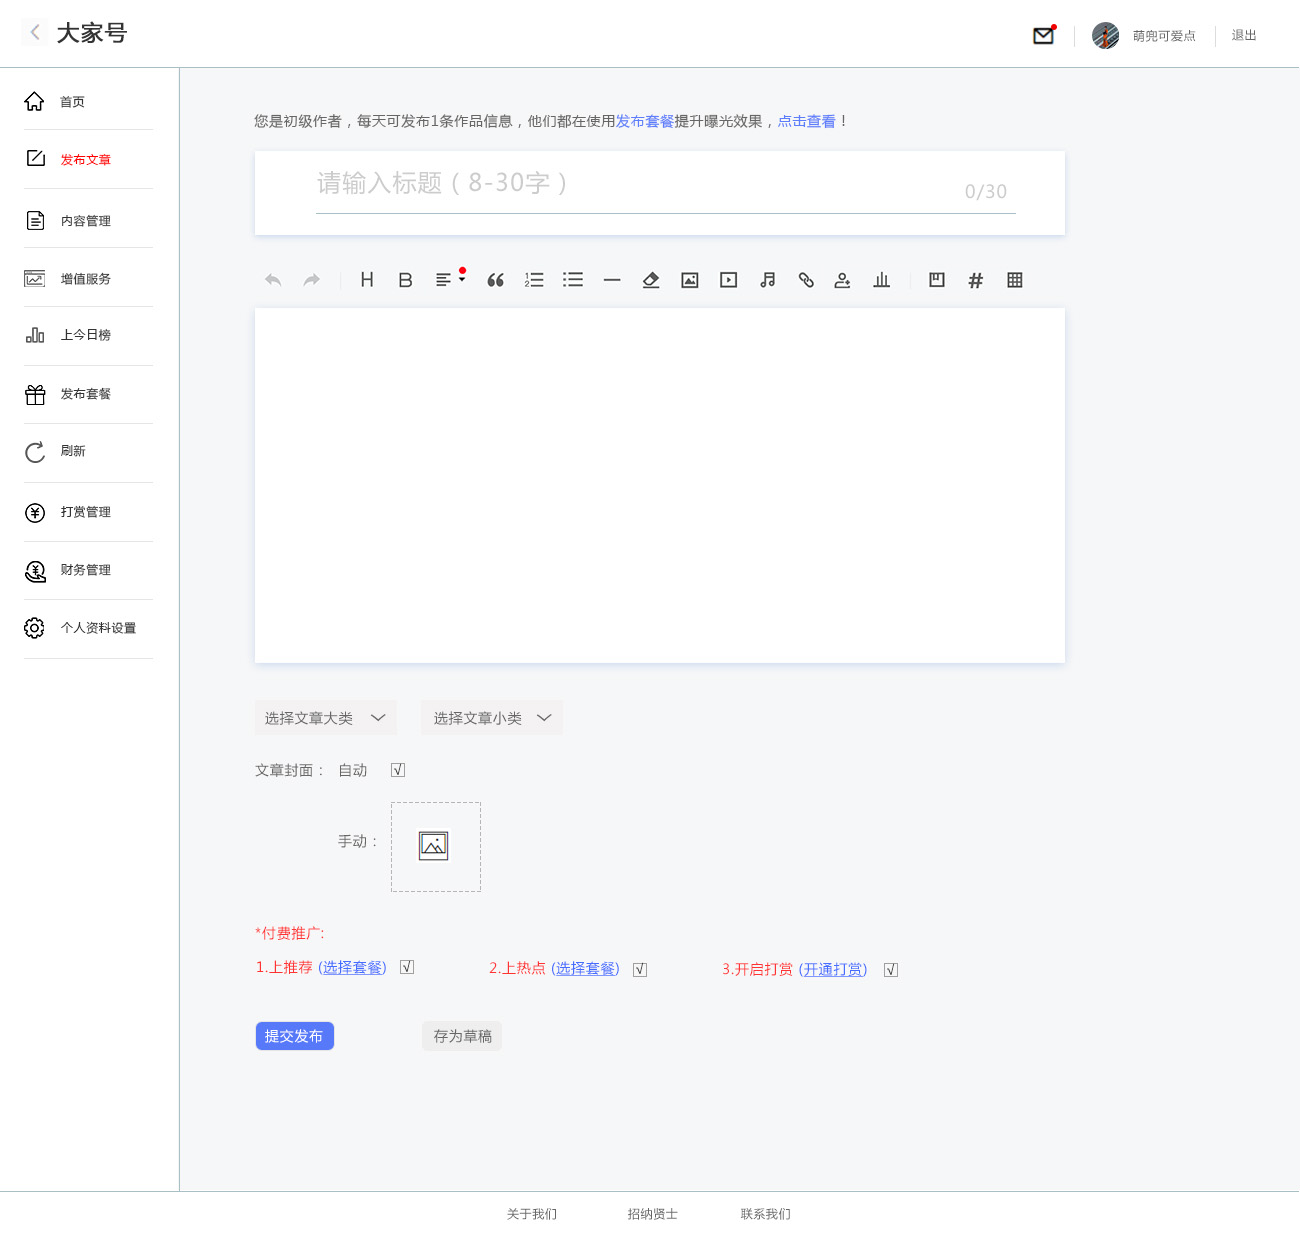 大家号
萌兜可爱点
退出
首页
发布文章
内容管理
增值服务
上今日榜
发布套餐
刷新
打赏管理
财务管理
个人资料设置
您是初级作者，每天可发布1条作品信息，他们都在使用发布套餐提升曝光效果，点击查看！
请输入标题（8-30字）
0/30
选择文章大类
选择文章小类
文章封面： 自动 √
手动：
*付费推广:
1.上推荐 (选择套餐) √
2.上热点 (选择套餐) √
3.开启打赏 (开通打赏) √
提交发布
存为草稿
关于我们
招纳贤士
联系我们